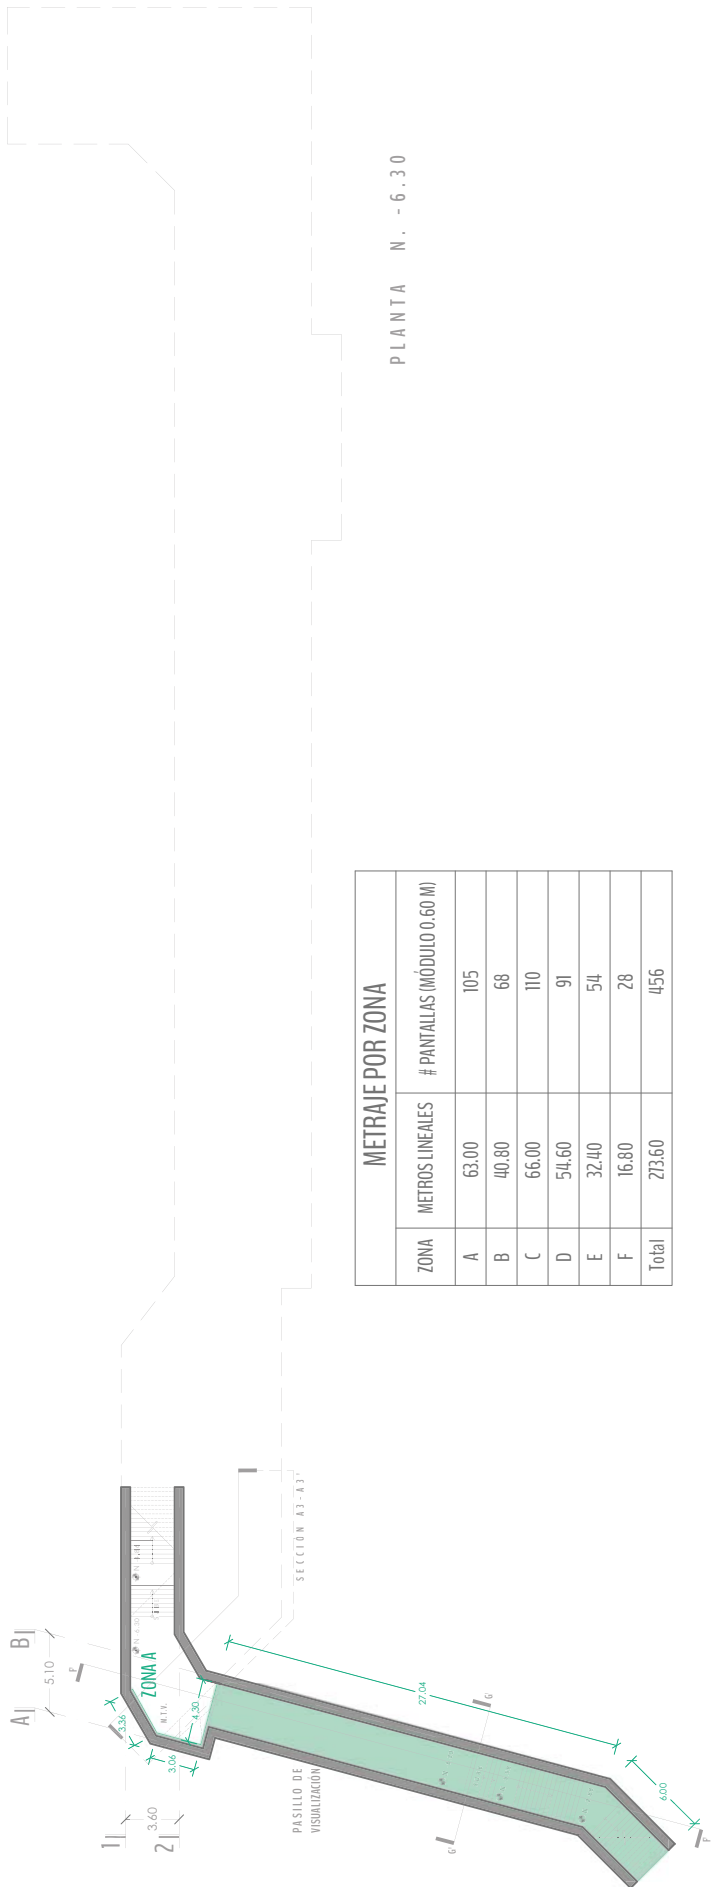 PLANTA N. -6.30
METRAJE POR ZONA
ZONA METROS LINEALES # PANTALLAS (MÓDULO 0.60 M)
A 63.00 105
B 40.80 68
C 66.00 110
D 54.60 91
E 32.40 54
F 16.80 28
Total 273.60 456
SECCIÓN A3-A3'
A B
5.10
F'
ZONA A
M.T.V.
3.36
3.06
4.30
27.04
6.00
1
2
3.60
PASILLO DE
VISUALIZACIÓN
G'
G'
F'